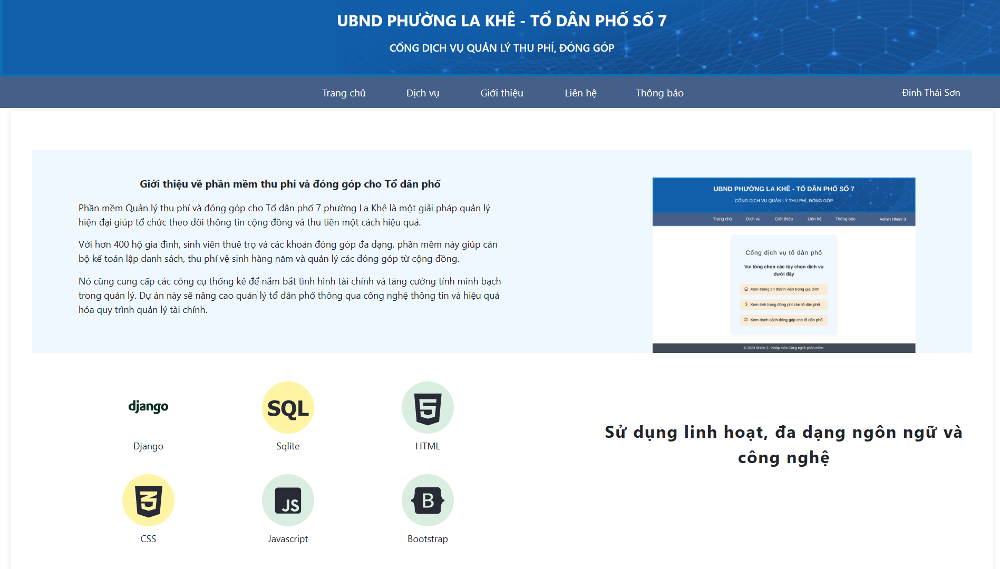 UBND PHƯỜNG LA KHÊ - TỔ DÂN PHỐ SỐ 7
CỔNG DỊCH VỤ QUẢN LÝ THU PHÍ, ĐÓNG GÓP
Trang chủ
Dịch vụ
Giới thiệu
Liên hệ
Thông báo
Đinh Thái Sơn
Giới thiệu về phần mềm thu phí và đóng góp cho Tổ dân phố
Phần mềm Quản lý thu phí và đóng góp cho Tổ dân phố 7 phường La Khê là một giải pháp quản lý
hiện đại giúp tổ chức theo dõi thông tin cộng đồng và thu tiền một cách hiệu quả.
Với hơn 400 hộ gia đình, sinh viên thuê trọ và các khoản đóng góp đa dạng, phần mềm này giúp cán
bộ kế toán lập danh sách, thu phí vệ sinh hàng năm và quản lý các đóng góp từ cộng đồng.
Nó cũng cung cấp các công cụ thống kê để nắm bắt tình hình tài chính và tăng cường tính minh bạch
trong quản lý. Dự án này sẽ nâng cao quản lý tổ dân phố thông qua công nghệ thông tin và hiệu quả
hóa quy trình quản lý tài chính.
UBND PHƯỜNG LA KHÊ - TỔ DÂN PHỐ SỐ 7
CỔNG DỊCH VỤ QUẢN LÝ THU PHÍ, ĐÓNG GÓP
Trang chủ
Dịch vụ
Giới thiệu
Liên hệ
Thông báo
Admin Nhóm 3
Cổng dịch vụ tổ dân phố
Vui lòng chọn các tùy chọn dịch vụ
dưới đây
Xem thông tin thành viên trong gia đình
Xem tình trạng đóng phí cho tổ dân phố
Xem danh sách đóng góp cho tổ dân phố
© 2023 Nhóm 3 - Nhập môn Công nghệ phần mềm.
django
SQL
5
Django
Sqlite
HTML
3
JS
B
CSS
Javascript
Bootstrap
Sử dụng linh hoạt, đa dạng ngôn ngữ và
công nghệ